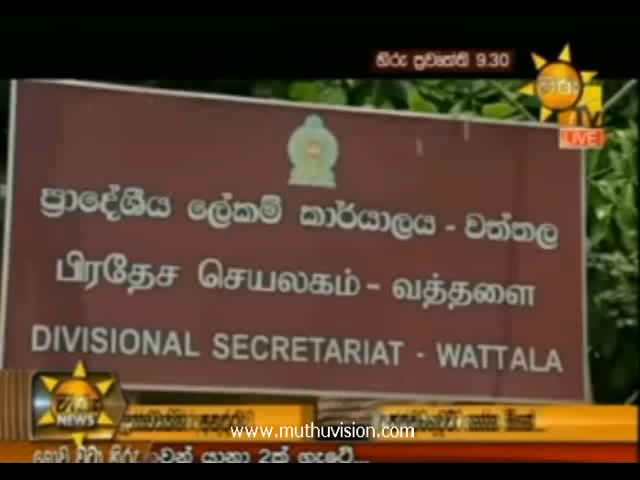 හිරු ප්‍රවෘත්ති 9.30
හිරු
TV
LIVE
ප්‍රාදේශීය ලේකම් කාර්යාලය - වත්තල
பிரதேச செயலகம் - வத்தளை
DIVISIONAL SECRETARIAT - WATTALA
හිරු
NEWS
www.muthuvision.com
යානා 2ක් ගැටේ...